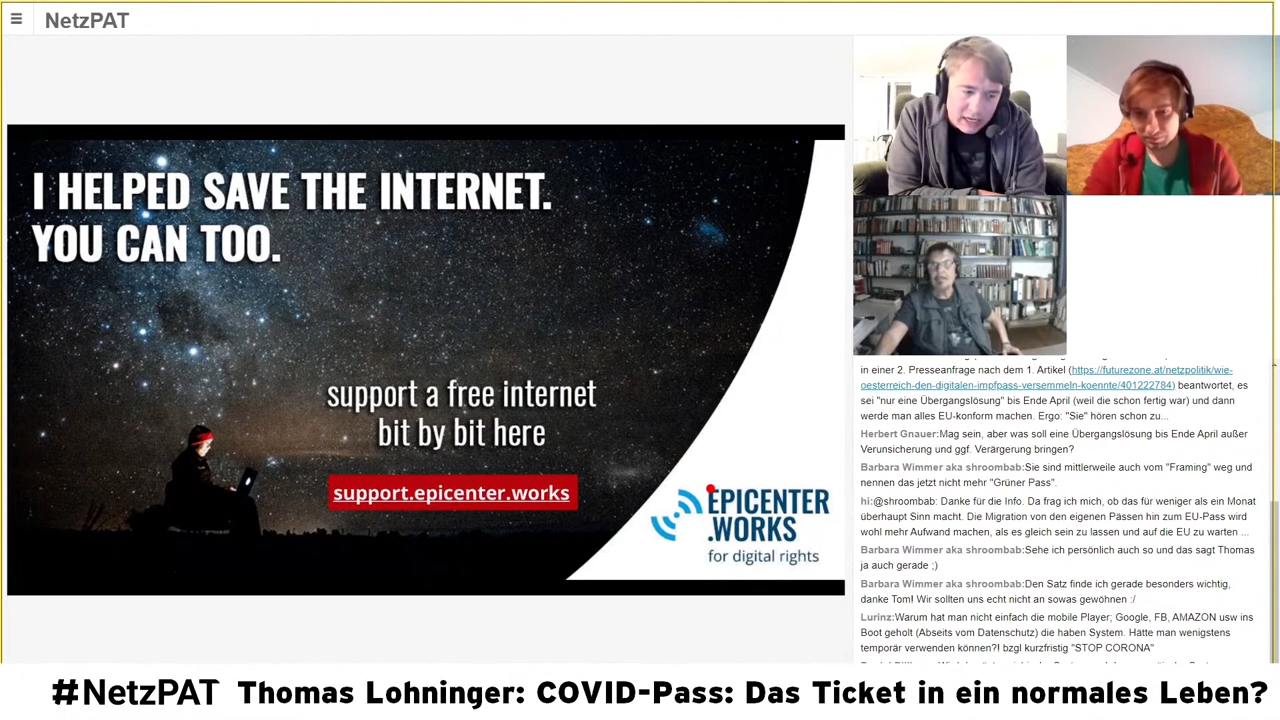 NetzPAT
I HELPED SAVE THE INTERNET.
YOU CAN TOO.
support a free internet
bit by bit here
support.epicenter.works
EPICENTER
.WORKS
for digital rights
in einer 2. Presseanfrage nach dem 1. Artikel (https://futurezone.at/netzpolitik/wie-
oesterreich-den-digitalen-impfpass-versemmeln-koennte/401222784) beantwortet, es
sei "nur eine Übergangslösung" bis Ende April (weil die schon fertig war) und dann
werde man alles EU-konform machen. Ergo: "Sie" hören schon zu...
Herbert Gnauer:Mag sein, aber was soll eine Übergangslösung bis Ende April außer
Verunsicherung und ggf. Verärgerung bringen?
Barbara Wimmer aka shroombab:Sie sind mittlerweile auch vom "Framing" weg und
nennen das jetzt nicht mehr "Grüner Pass".
hi:@shroombab: Danke für die Info. Da frag ich mich, ob das für weniger als ein Monat
überhaupt Sinn macht. Die Migration von den eigenen Pässen hin zum EU-Pass wird
wohl mehr Aufwand machen, als es gleich sein zu lassen und auf die EU zu warten ...
Barbara Wimmer aka shroombab:Sehe ich persönlich auch so und das sagt Thomas
ja auch gerade ;)
Barbara Wimmer aka shroombab:Den Satz finde ich gerade besonders wichtig,
danke Tom! Wir sollten uns echt nicht an sowas gewöhnen :/
Lurinz:Warum hat man nicht einfach die mobile Player; Google, FB, AMAZON usw ins
Boot geholt (Abseits vom Datenschutz) die haben System. Hätte man wenigstens
temporär verwenden können?I bzgl kurzfristig "STOP CORONA"
#NetzPAT Thomas Lohninger: COVID-Pass: Das Ticket in ein normales Leben?